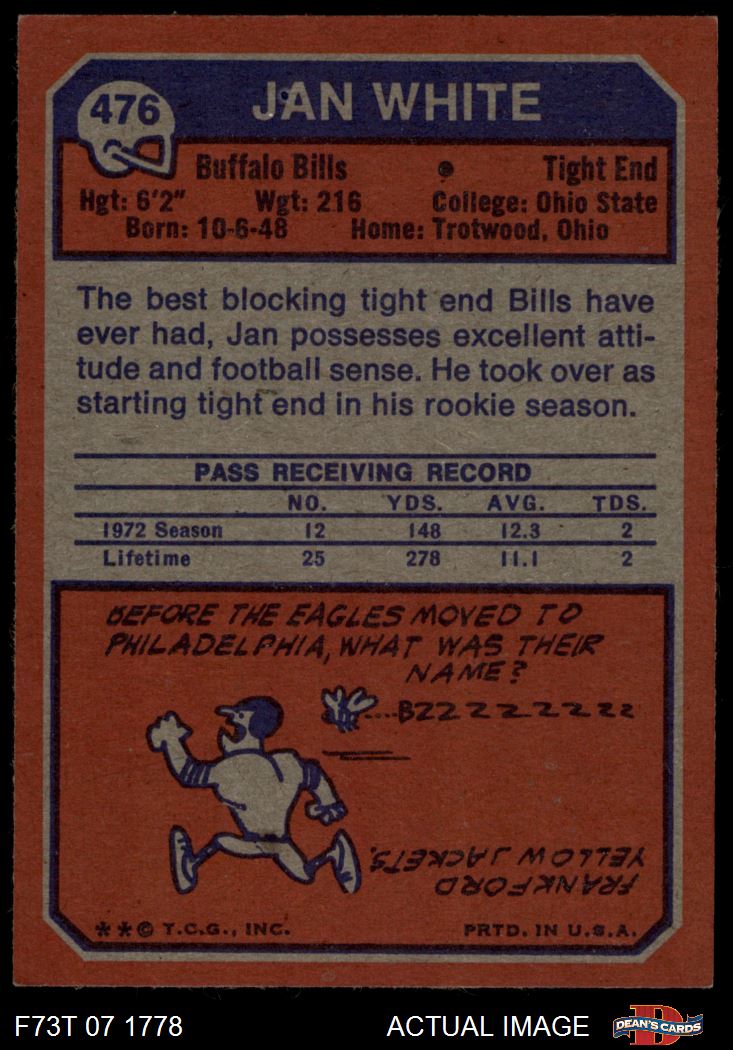 476
JAN WHITE
Buffalo Bills • Tight End
Hgt: 6'2" Wgt: 216 College: Ohio State
Born: 10-6-48 Home: Trotwood, Ohio
The best blocking tight end Bills have
ever had, Jan possesses excellent atti-
tude and football sense. He took over as
starting tight end in his rookie season.
PASS RECEIVING RECORD
NO. YDS. AVG. TDS.
1972 Season 12 148 12.3 2
Lifetime 25 278 11.1 2
BEFORE THE EAGLES MOVED TO
PHILADELPHIA, WHAT WAS THEIR
NAME?
....BZZZZZZZZZ
FRANKFORD
YELLOW JACKETS.
**© T.C.G., INC. PRTD. IN U.S.A.
F73T 07 1778 ACTUAL IMAGE
D
DEAN'S CARDS